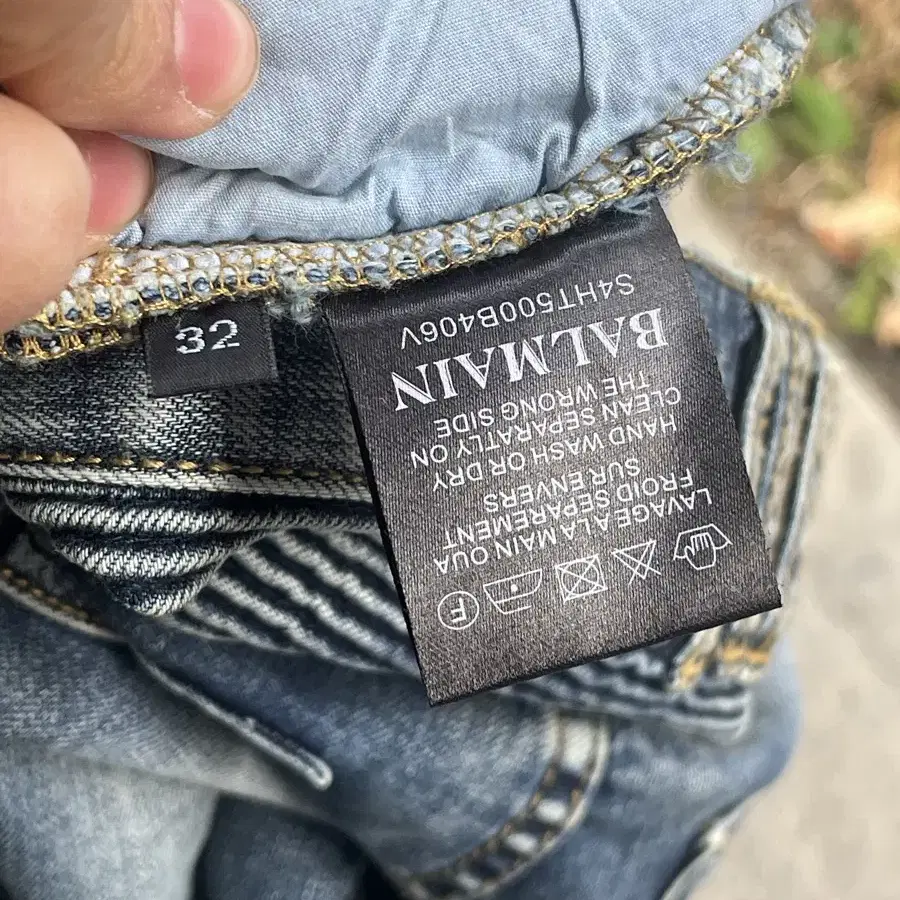 32
S4HT500B406V
BALMAIN
HAND WASH OR DRY
CLEAN SEPARATLY ON
THE WRONG SIDE
LAVAGE A LA MAIN OU A
FROID SEPAREMENT
SUR ENVERS
F